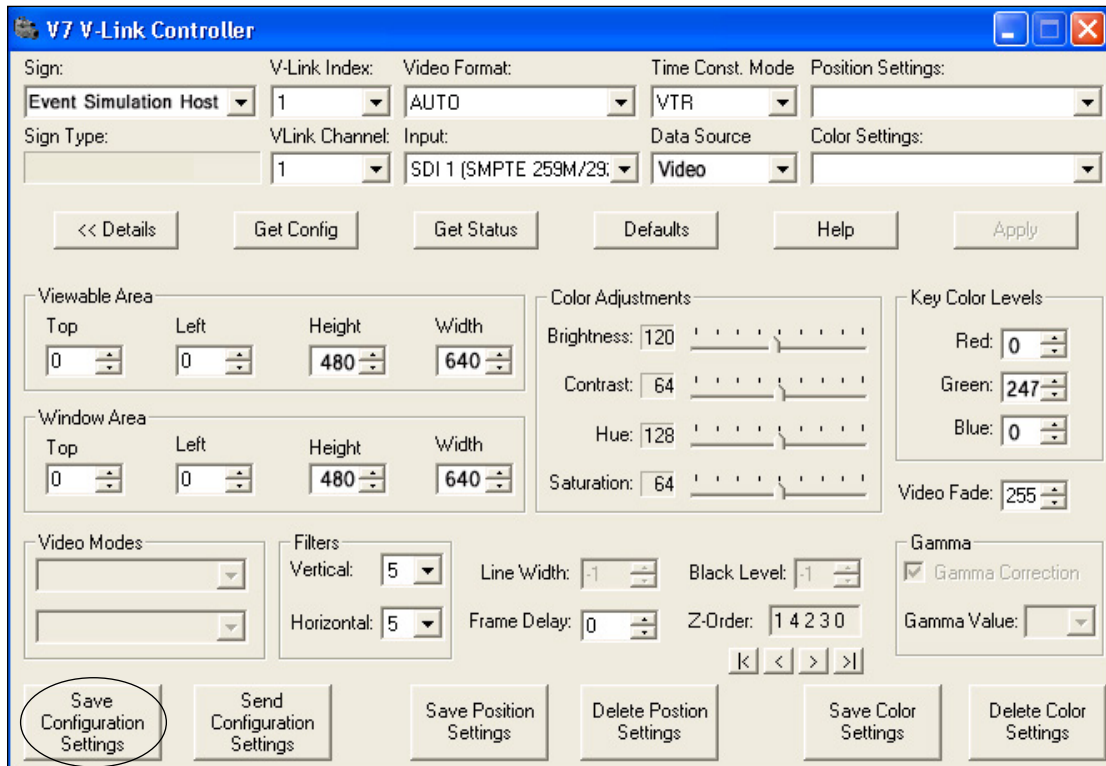 V7 V-Link Controller
Sign: V-Link Index: Video Format: Time Const. Mode Position Settings:
Event Simulation Host 1 AUTO VTR
Sign Type: VLink Channel: Input: Data Source Color Settings:
1 SDI 1 (SMPTE 259M/29: Video
<< Details Get Config Get Status Defaults Help Apply
Viewable Area
Top Left Height Width
0 0 480 640
Window Area
Top Left Height Width
0 0 480 640
Color Adjustments
Brightness: 120
Contrast: 64
Hue: 128
Saturation: 64
Key Color Levels
Red: 0
Green: 247
Blue: 0
Video Fade: 255
Video Modes
Filters
Vertical: 5
Horizontal: 5
Line Width: -1
Frame Delay: 0
Black Level: -1
Z-Order: 1 4 2 3 0
|< < > >|
Gamma
Gamma Correction
Gamma Value:
Save
Configuration
Settings
Send
Configuration
Settings
Save Position
Settings
Delete Postion
Settings
Save Color
Settings
Delete Color
Settings